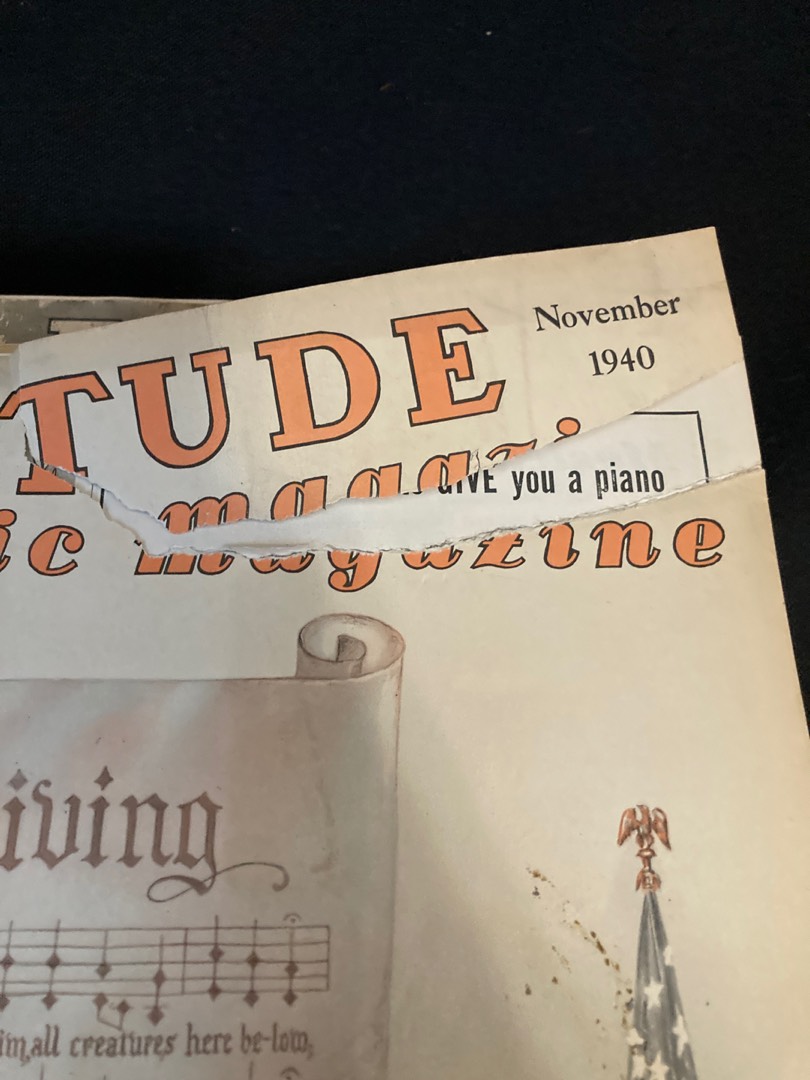 TUDE
November
1940
GIVE you a piano
ic magazine
iving
im, all creatures here be-low,